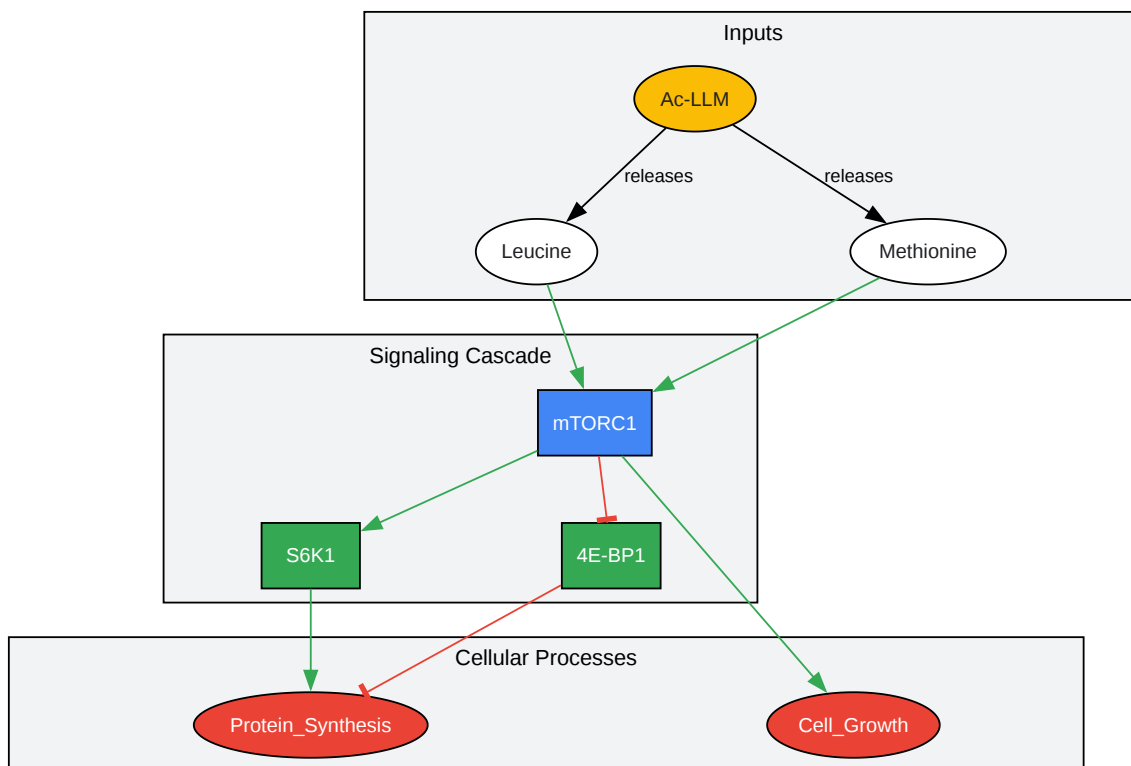 Inputs
Ac-LLM
releases
releases
Leucine
Methionine
Signaling Cascade
mTORC1
S6K1
4E-BP1
Cellular Processes
Protein_Synthesis
Cell_Growth